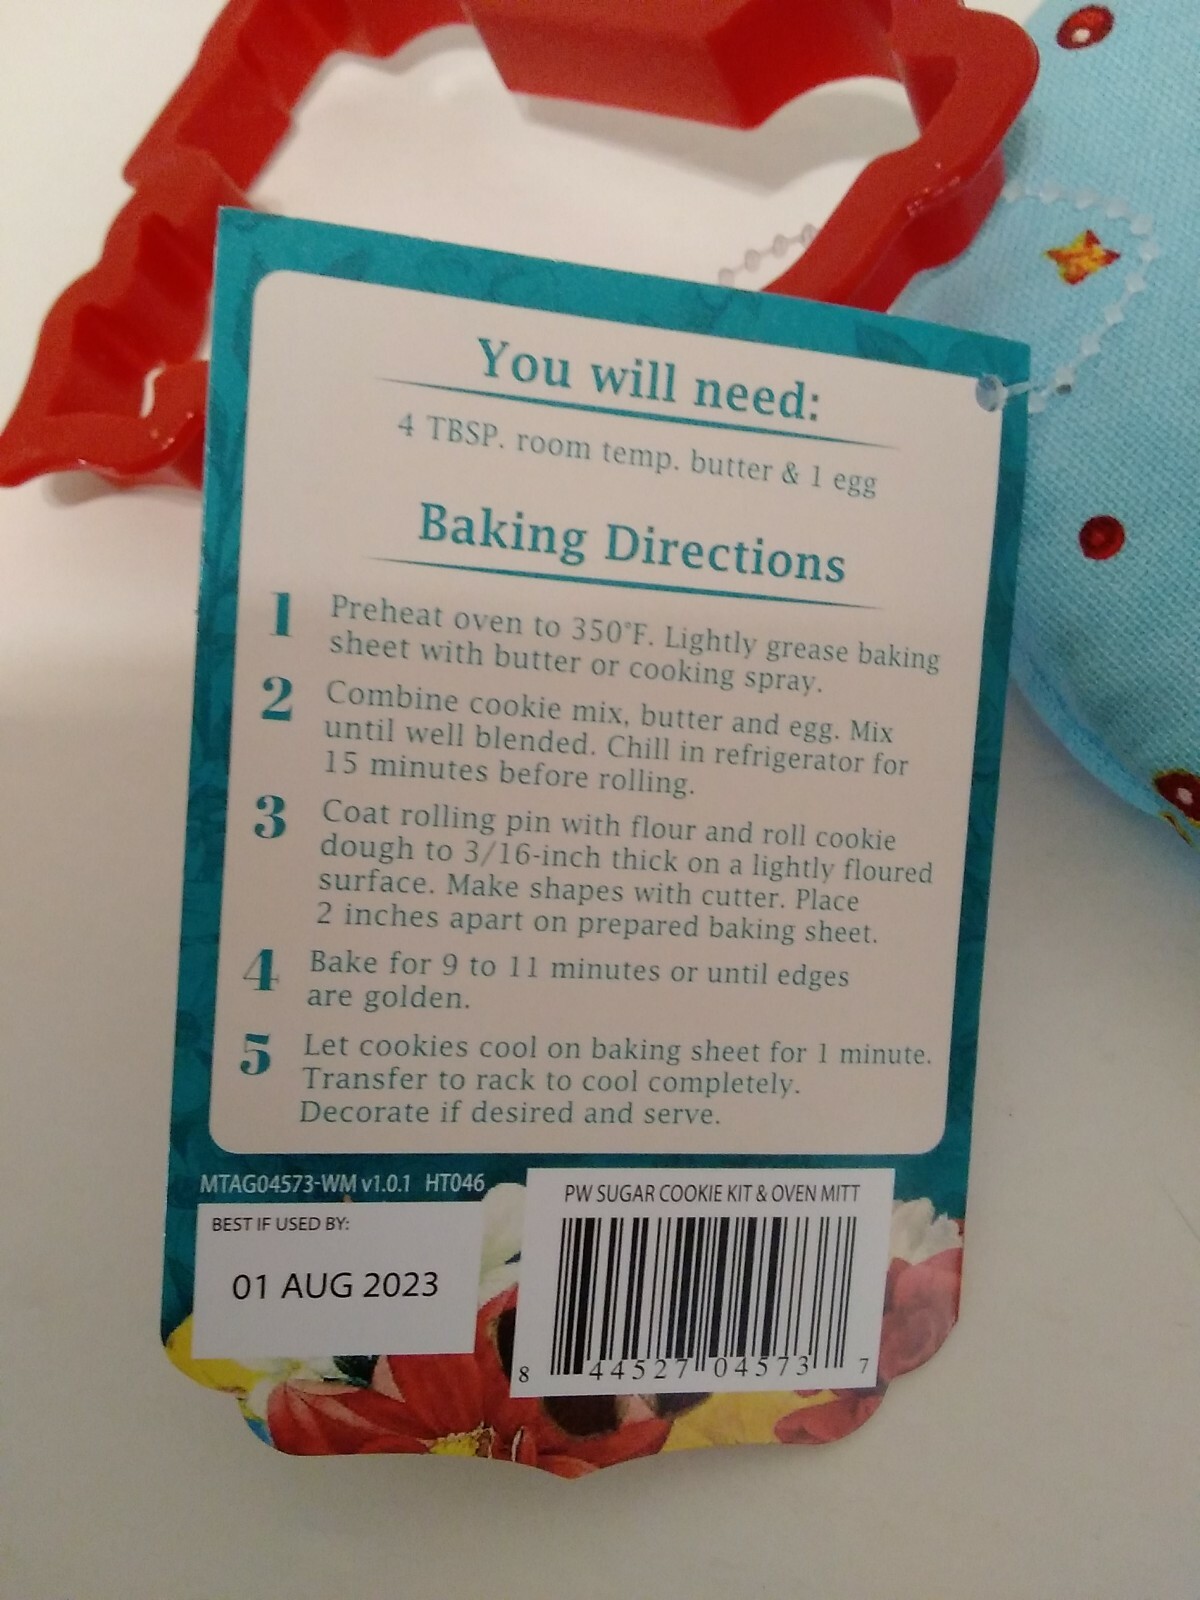 You will need:
4 TBSP. room temp. butter & 1 egg
Baking Directions
1 Preheat oven to 350°F. Lightly grease baking
sheet with butter or cooking spray.
2 Combine cookie mix, butter and egg. Mix
until well blended. Chill in refrigerator for
15 minutes before rolling.
3 Coat rolling pin with flour and roll cookie
dough to 3/16-inch thick on a lightly floured
surface. Make shapes with cutter. Place
2 inches apart on prepared baking sheet.
4 Bake for 9 to 11 minutes or until edges
are golden.
5 Let cookies cool on baking sheet for 1 minute.
Transfer to rack to cool completely.
Decorate if desired and serve.
MTAG04573-WM v1.0.1 HT046
BEST IF USED BY:
01 AUG 2023
PW SUGAR COOKIE KIT & OVEN MITT
8 44527 04573 7